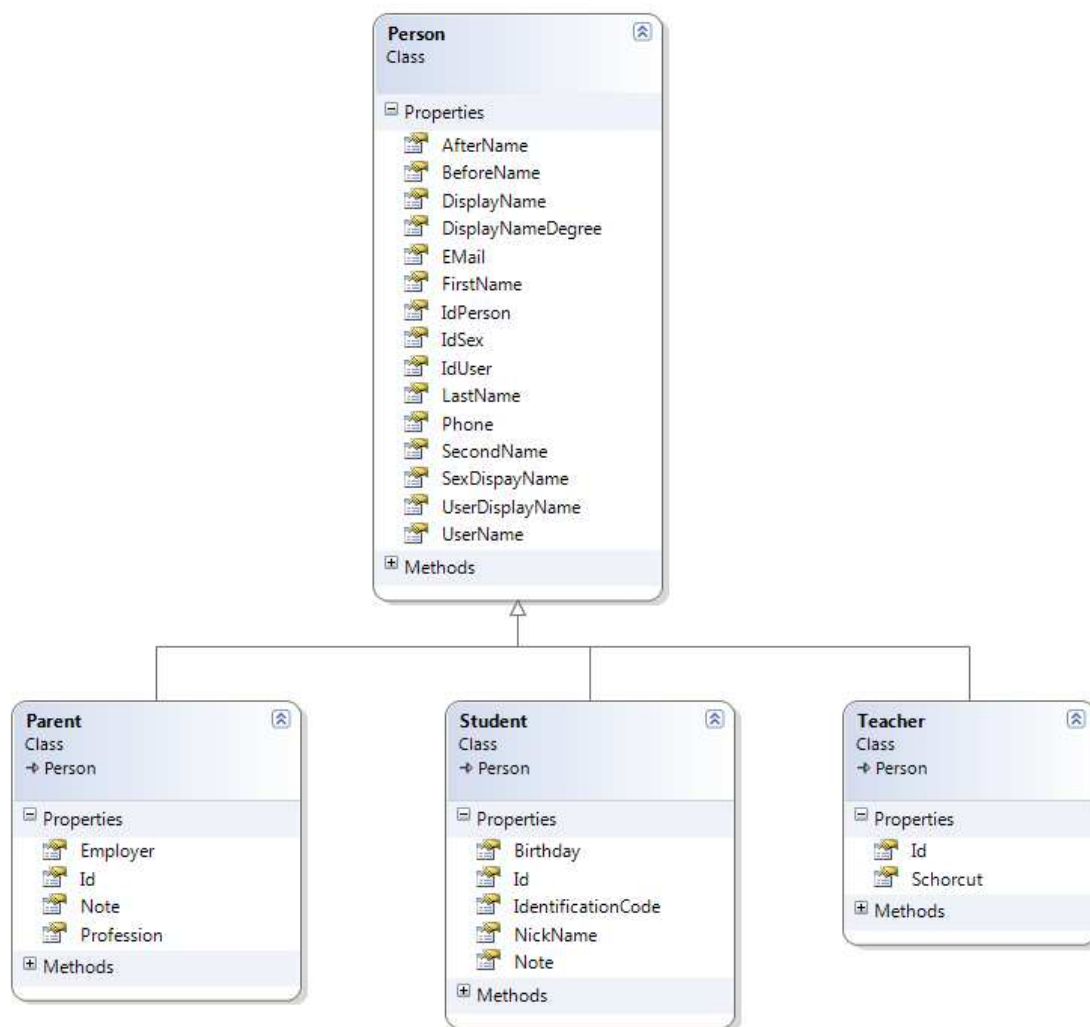 Person
Class
Properties
AfterName
BeforeName
DisplayName
DisplayNameDegree
EMail
FirstName
IdPerson
IdSex
IdUser
LastName
Phone
SecondName
SexDispayName
UserDisplayName
UserName
Methods
Parent
Class
Person
Properties
Employer
Id
Note
Profession
Methods
Student
Class
Person
Properties
Birthday
Id
IdentificationCode
NickName
Note
Methods
Teacher
Class
Person
Properties
Id
Schorcut
Methods